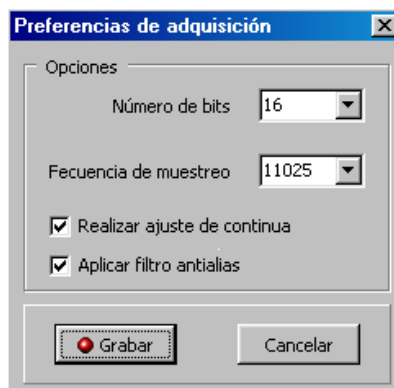 Preferencias de adquisición
Opciones
Número de bits 16
Fecuencia de muestreo 11025
Realizar ajuste de continua
Aplicar filtro antialias
Grabar Cancelar